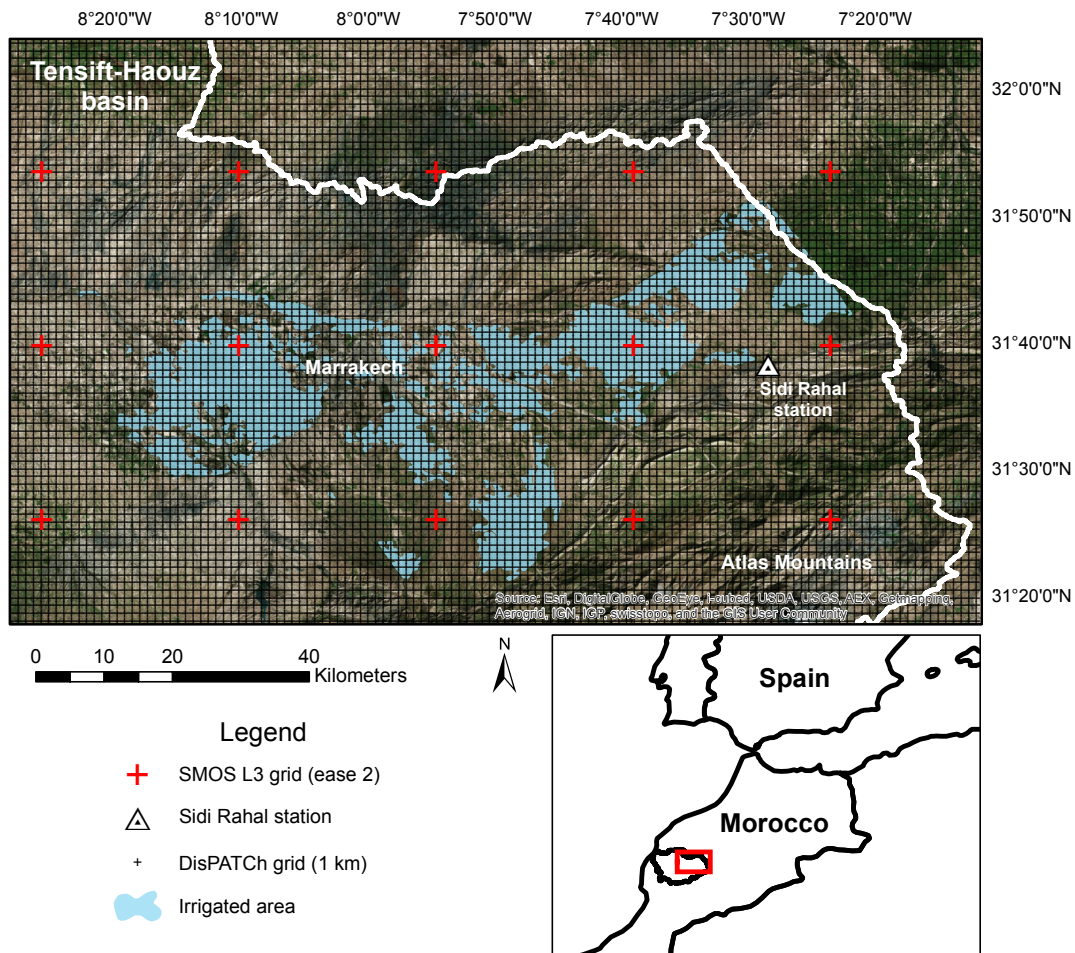 8°20'0"W 8°10'0"W 8°0'0"W 7°50'0"W 7°40'0"W 7°30'0"W 7°20'0"W
Tensift-Haouz
basin
32°0'0"N
31°50'0"N
31°40'0"N
Marrakech
Sidi Rahal
station
31°30'0"N
Atlas Mountains
31°20'0"N
Source: Esri, DigitalGlobe, GeoEye, i-cubed, USDA, USGS, AEX, Getmapping,
Aerogrid, IGN, IGP, swisstopo, and the GIS User Community
0 10 20 40
Kilometers
N
Legend
SMOS L3 grid (ease 2)
Sidi Rahal station
DisPATCh grid (1 km)
Irrigated area
Spain
Morocco